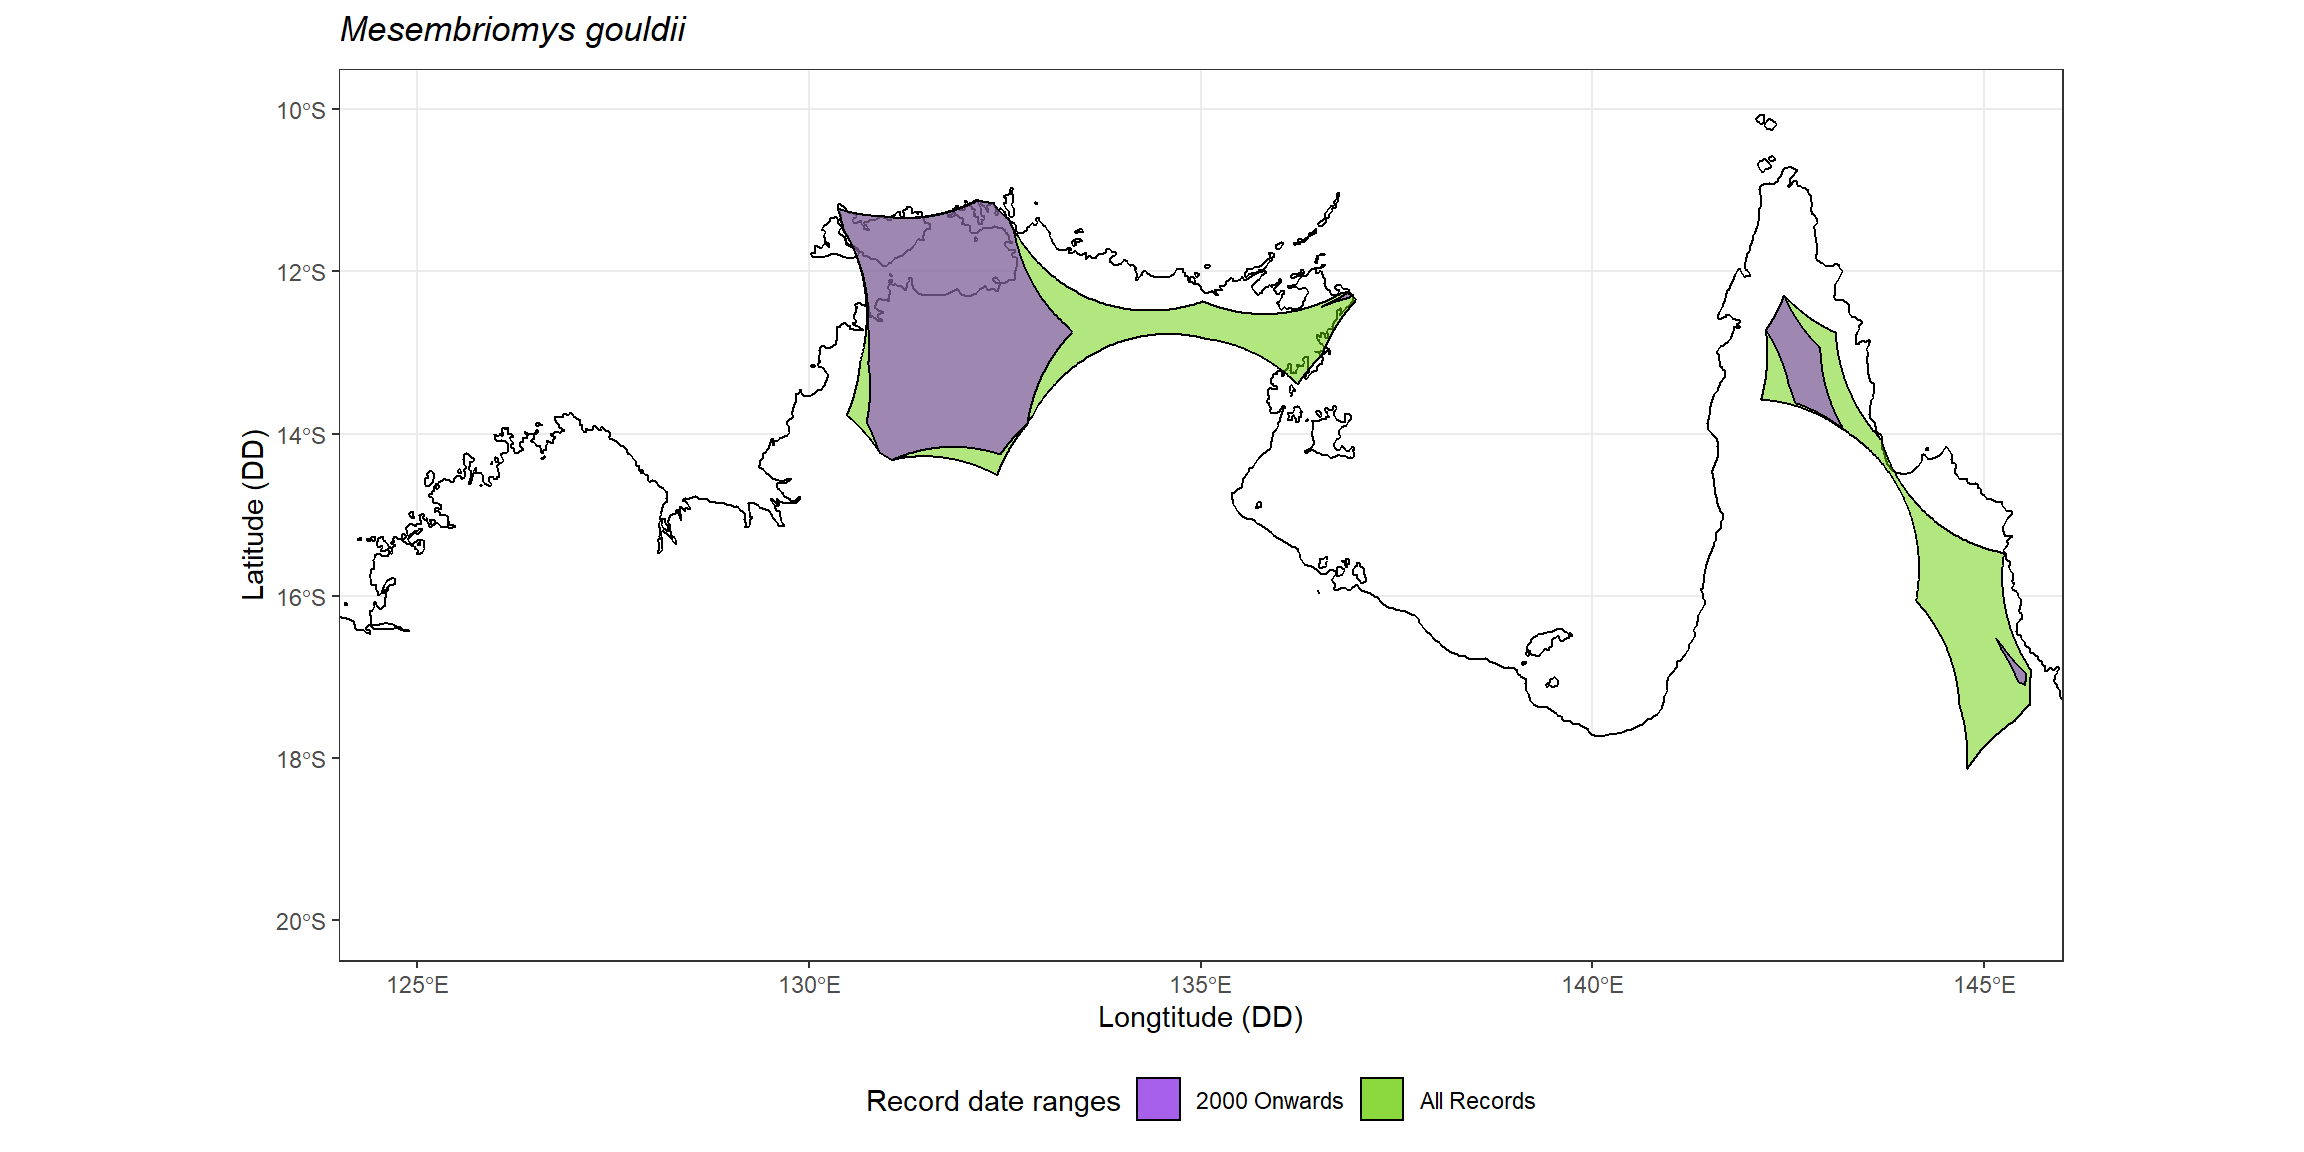 Mesembriomys gouldii
10°S
12°S
14°S
16°S
18°S
20°S
Latitude (DD)
125°E 130°E 135°E 140°E 145°E
Longtitude (DD)
Record date ranges 2000 Onwards All Records